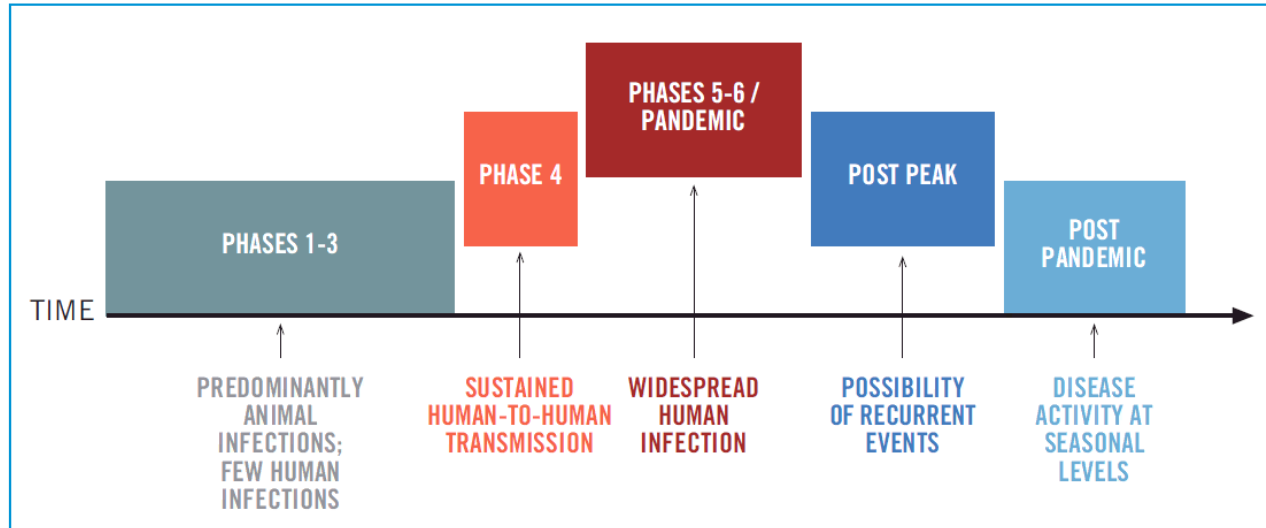 PHASES 5-6 /
PANDEMIC
PHASE 4
POST PEAK
PHASES 1-3
POST
PANDEMIC
TIME
PREDOMINANTLY
ANIMAL
INFECTIONS;
FEW HUMAN
INFECTIONS
SUSTAINED
HUMAN-TO-HUMAN
TRANSMISSION
WIDESPREAD
HUMAN
INFECTION
POSSIBILITY
OF RECURRENT
EVENTS
DISEASE
ACTIVITY AT
SEASONAL
LEVELS